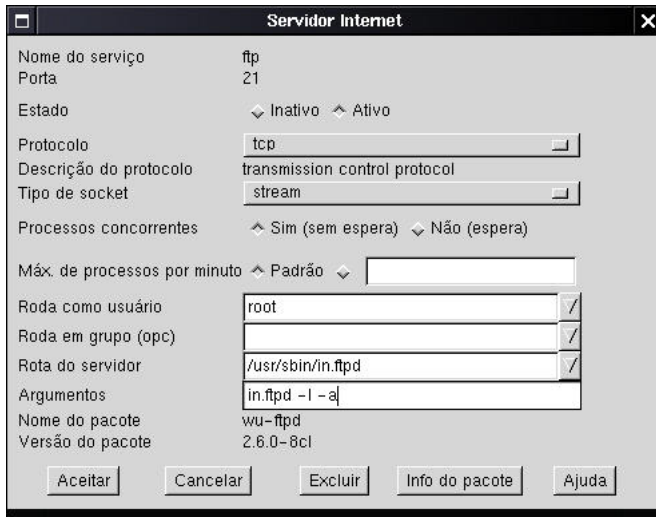 Servidor Internet
Nome do serviço ftp
Porta 21
Estado Inativo Ativo
Protocolo tcp
Descrição do protocolo transmission control protocol
Tipo de socket stream
Processos concorrentes Sim (sem espera) Não (espera)
Máx. de processos por minuto Padrão
Roda como usuário root
Roda em grupo (opc)
Rota do servidor /usr/sbin/in.ftpd
Argumentos in.ftpd -l -a
Nome do pacote wu-ftpd
Versão do pacote 2.6.0-8cl
Aceitar Cancelar Excluir Info do pacote Ajuda